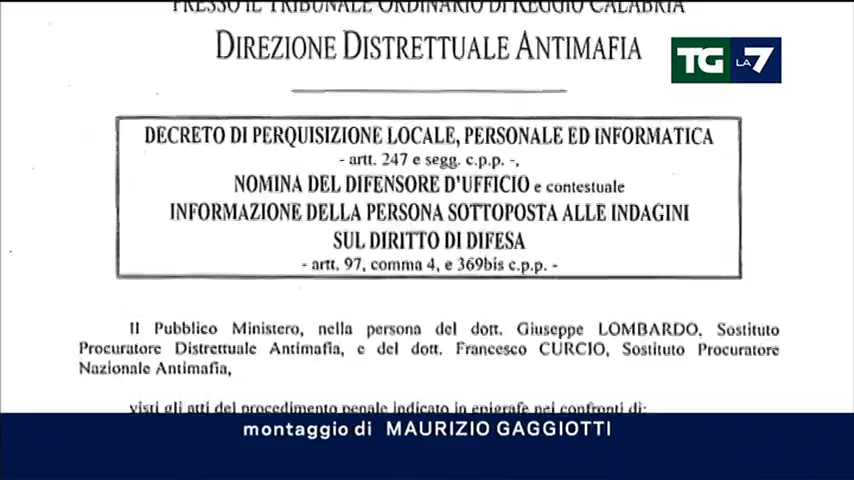 PRESSO IL TRIBUNALE ORDINARIO DI REGGIO CALABRIA
DIREZIONE DISTRETTUALE ANTIMAFIA
TG LA 7
DECRETO DI PERQUISIZIONE LOCALE, PERSONALE ED INFORMATICA
- artt. 247 e segg. c.p.p. -,
NOMINA DEL DIFENSORE D'UFFICIO e contestuale
INFORMAZIONE DELLA PERSONA SOTTOPOSTA ALLE INDAGINI
SUL DIRITTO DI DIFESA
- artt. 97, comma 4, e 369bis c.p.p. -
Il Pubblico Ministero, nella persona del dott. Giuseppe LOMBARDO, Sostituto
Procuratore Distrettuale Antimafia, e del dott. Francesco CURCIO, Sostituto Procuratore
Nazionale Antimafia,
visti gli atti del procedimento penale indicato in epigrafe nei confronti di:
montaggio di MAURIZIO GAGGIOTTI